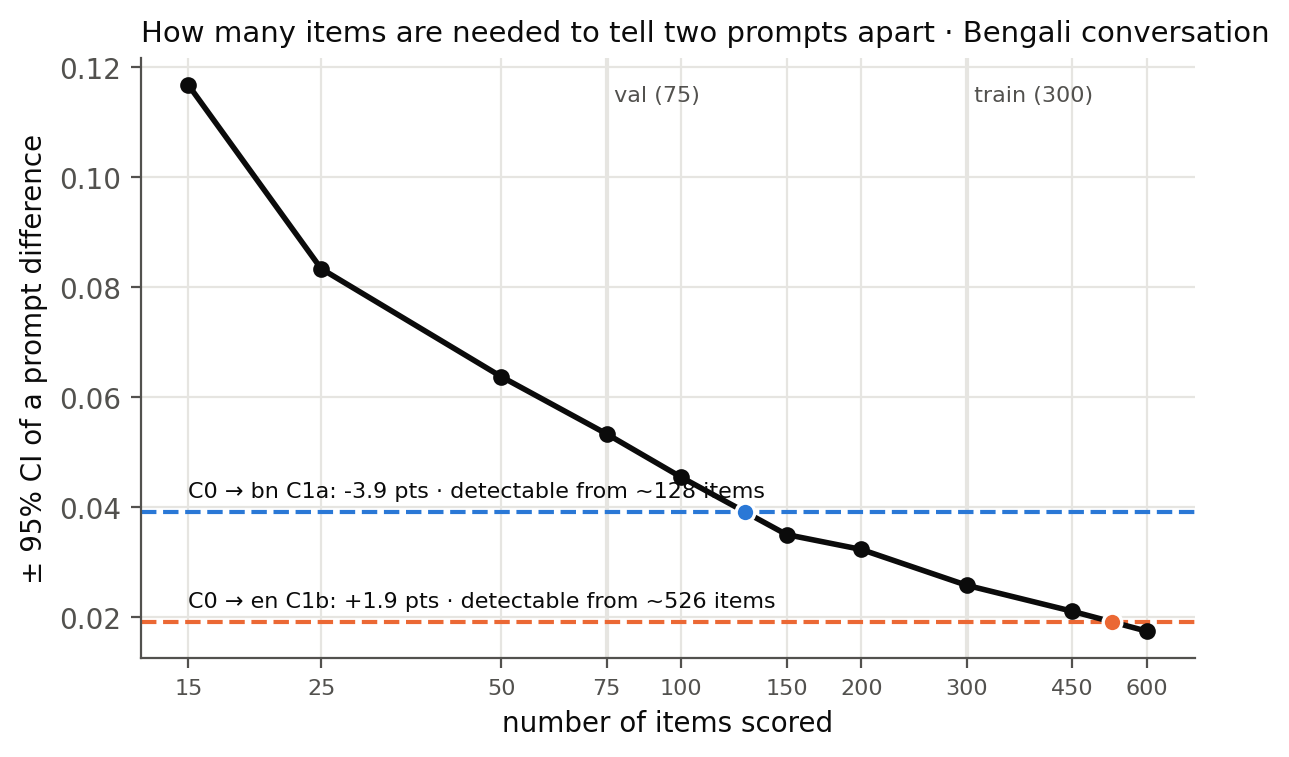 How many items are needed to tell two prompts apart · Bengali conversation
± 95% CI of a prompt difference
0.12
0.10
0.08
0.06
0.04
0.02
val (75)
train (300)
C0 → bn C1a: -3.9 pts · detectable from ~128 items
C0 → en C1b: +1.9 pts · detectable from ~526 items
15 25 50 75 100 150 200 300 450 600
number of items scored